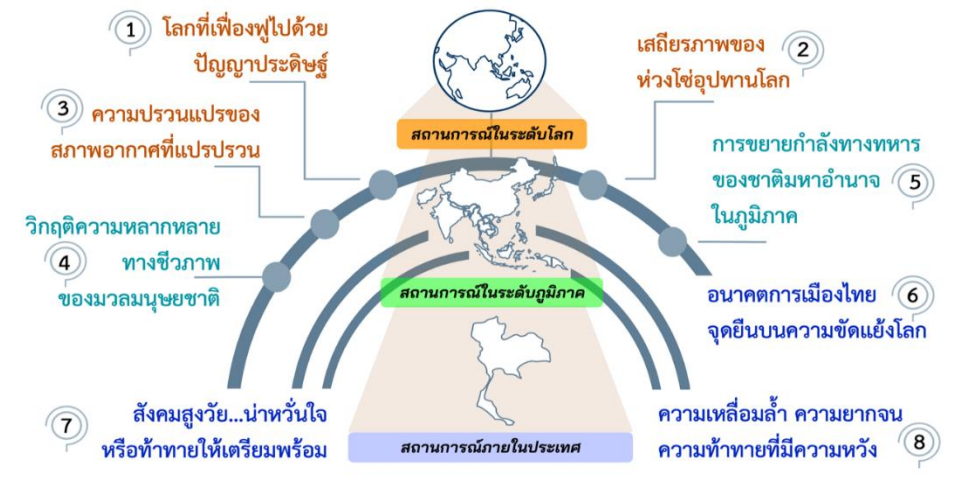 1
โลกที่เฟื่องฟูไปด้วย
ปัญญาประดิษฐ์
2
เสถียรภาพของ
ห่วงโซ่อุปทานโลก
3
ความปรวนแปรของ
สภาพอากาศที่แปรปรวน
สถานการณ์ในระดับโลก
4
วิกฤติความหลากหลาย
ทางชีวภาพ
ของมวลมนุษยชาติ
5
การขยายกำลังทางทหาร
ของชาติมหาอำนาจ
ในภูมิภาค
สถานการณ์ในระดับภูมิภาค
6
อนาคตการเมืองไทย
จุดยืนบนความขัดแย้งโลก
7
สังคมสูงวัย...น่าหวั่นใจ
หรือท้าทายให้เตรียมพร้อม
สถานการณ์ภายในประเทศ
8
ความเหลื่อมล้ำ ความยากจน
ความท้าทายที่มีความหวัง